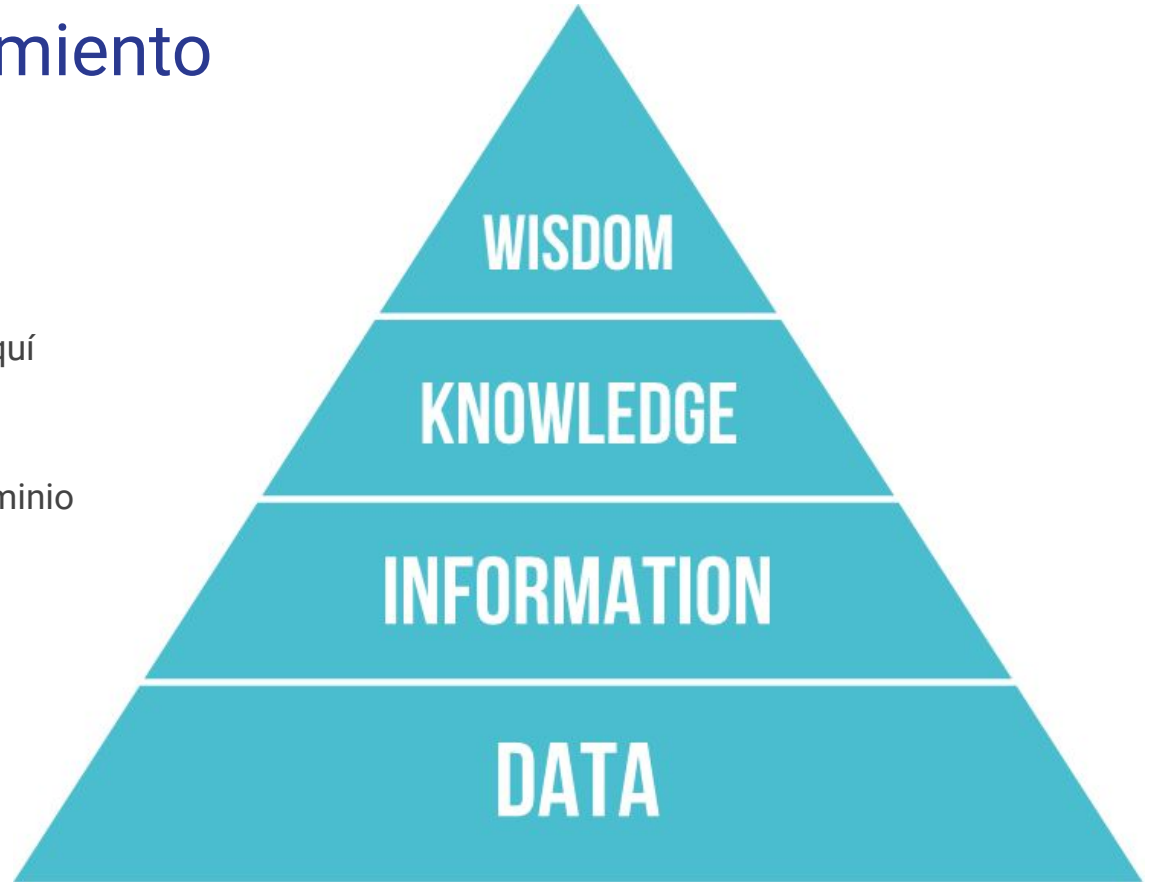 miento
WISDOM
quí
KNOWLEDGE
minio
INFORMATION
DATA